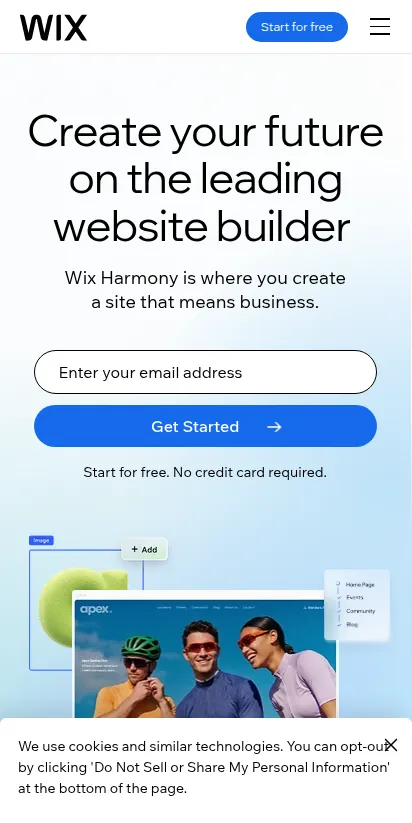 WIX
Start for free
Create your future
on the leading
website builder
Wix Harmony is where you create
a site that means business.
Enter your email address
Get Started →
Start for free. No credit card required.
Image
+ Add
apex
Home Page
Events
Community
Blog
We use cookies and similar technologies. You can opt-out
by clicking 'Do Not Sell or Share My Personal Information'
at the bottom of the page.